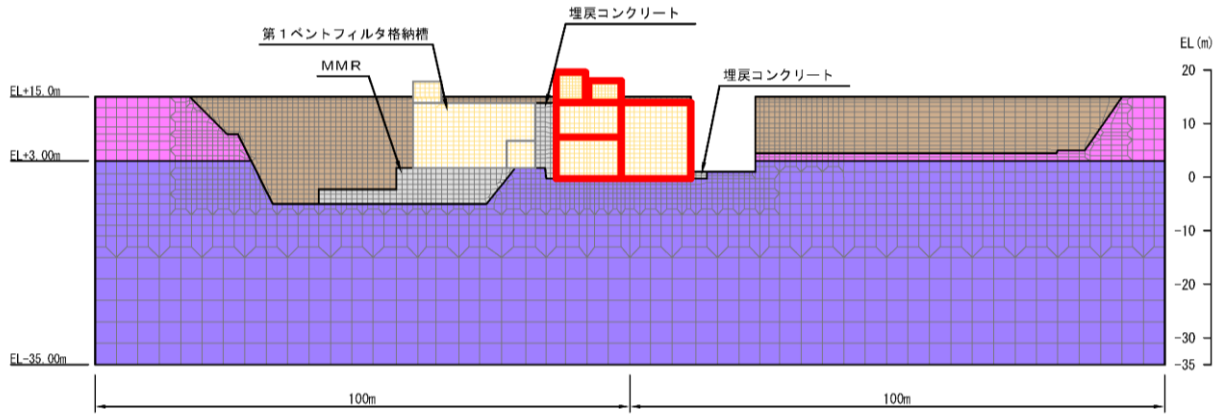 埋戻コンクリート
第1ベントフィルタ格納槽
MMR
埋戻コンクリート
EL(m)
EL+15.0m
EL+3.00m
EL-35.00m
20
10
0
-10
-20
-30
-35
100m
100m